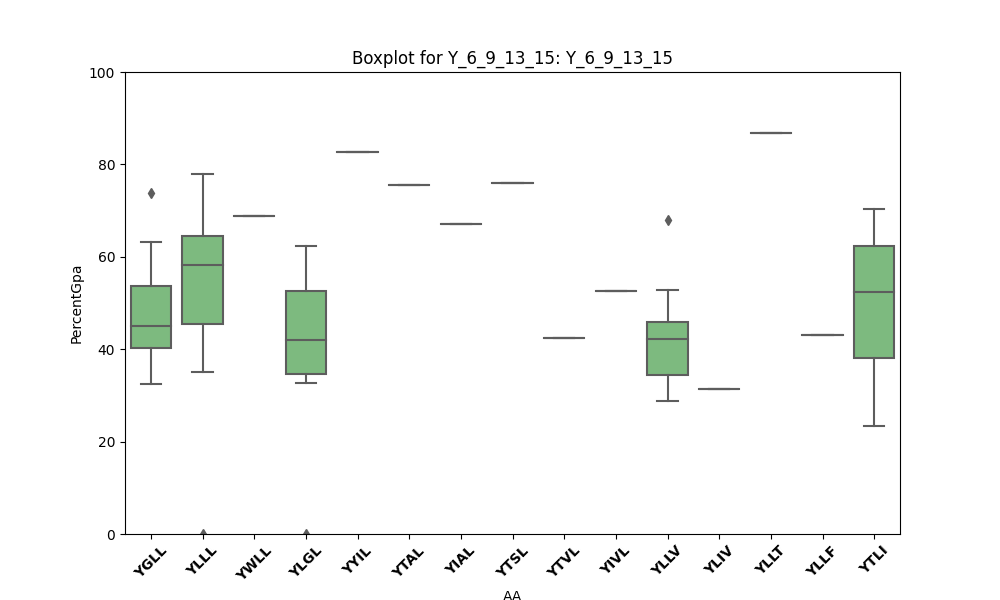 Boxplot for Y_6_9_13_15: Y_6_9_13_15
100
80
60
40
20
0
PercentGpa
YGLL YLLL YWLL YLGL YYIL YTAL YIAL YTSL YTVL YIVL YLLV YLIV YLLT YLLF YTLI
AA